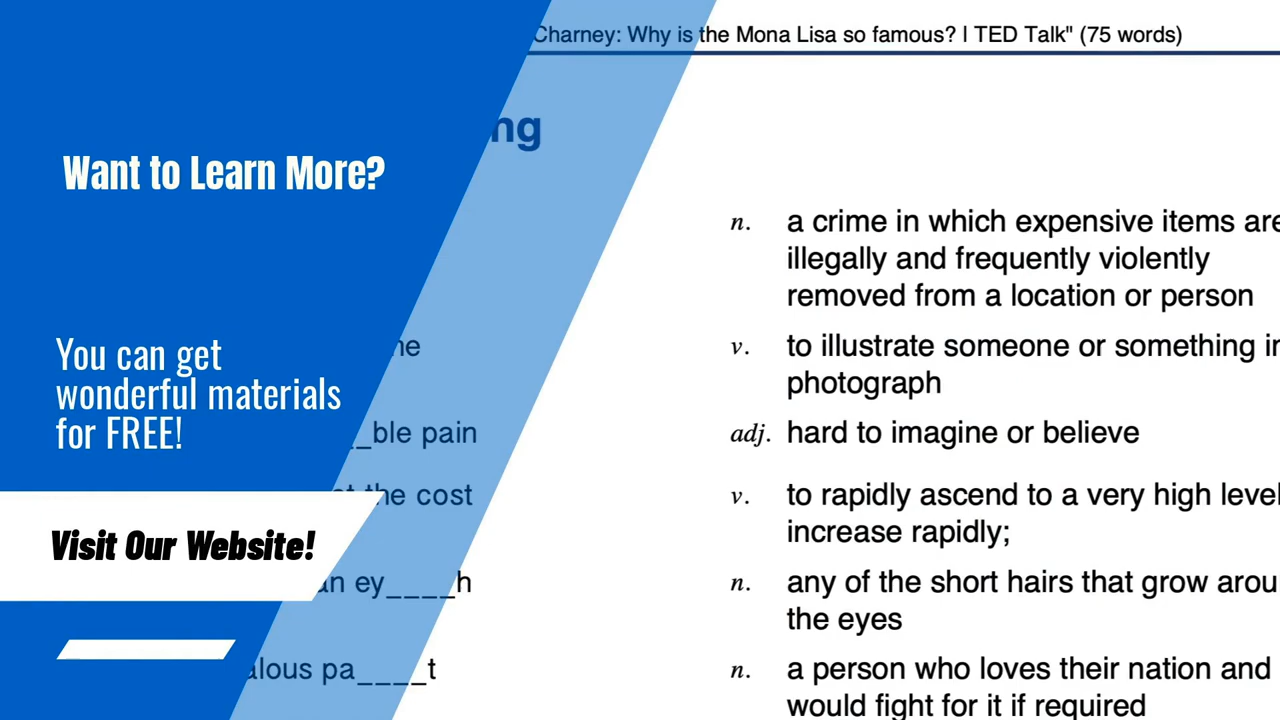 Charney: Why is the Mona Lisa so famous? | TED Talk" (75 words)
ng
Want to Learn More?
You can get
wonderful materials
for FREE!
Visit Our Website!
ne
_ble pain
the cost
an ey____h
alous pa____t
n. a crime in which expensive items are
illegally and frequently violently
removed from a location or person
v. to illustrate someone or something in
photograph
adj. hard to imagine or believe
v. to rapidly ascend to a very high level
increase rapidly;
n. any of the short hairs that grow arou
the eyes
n. a person who loves their nation and
would fight for it if required